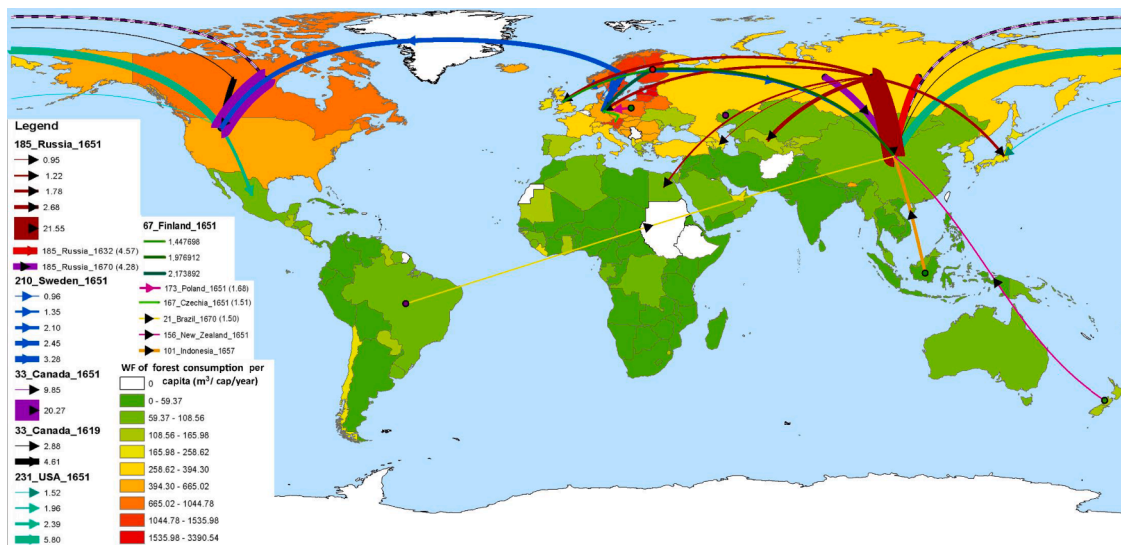 Legend
185_Russia_1651
0.95
1.22
1.78
2.68
21.55
185_Russia_1632 (4.57)
185_Russia_1670 (4.28)
210_Sweden_1651
0.96
1.35
2.10
2.45
3.28
33_Canada_1651
9.85
20.27
33_Canada_1619
2.88
4.61
231_USA_1651
1.52
1.96
2.39
5.80
67_Finland_1651
1.447698
1.976912
2.173892
173_Poland_1651 (1.68)
167_Czechia_1651 (1.51)
21_Brazil_1670 (1.50)
156_New_Zealand_1651
101_Indonesia_1657
WF of forest consumption per
capita (m³/ cap/year)
0
0 - 59.37
59.37 - 108.56
108.56 - 165.98
165.98 - 258.62
258.62 - 394.30
394.30 - 665.02
665.02 - 1044.78
1044.78 - 1535.98
1535.98 - 3390.54